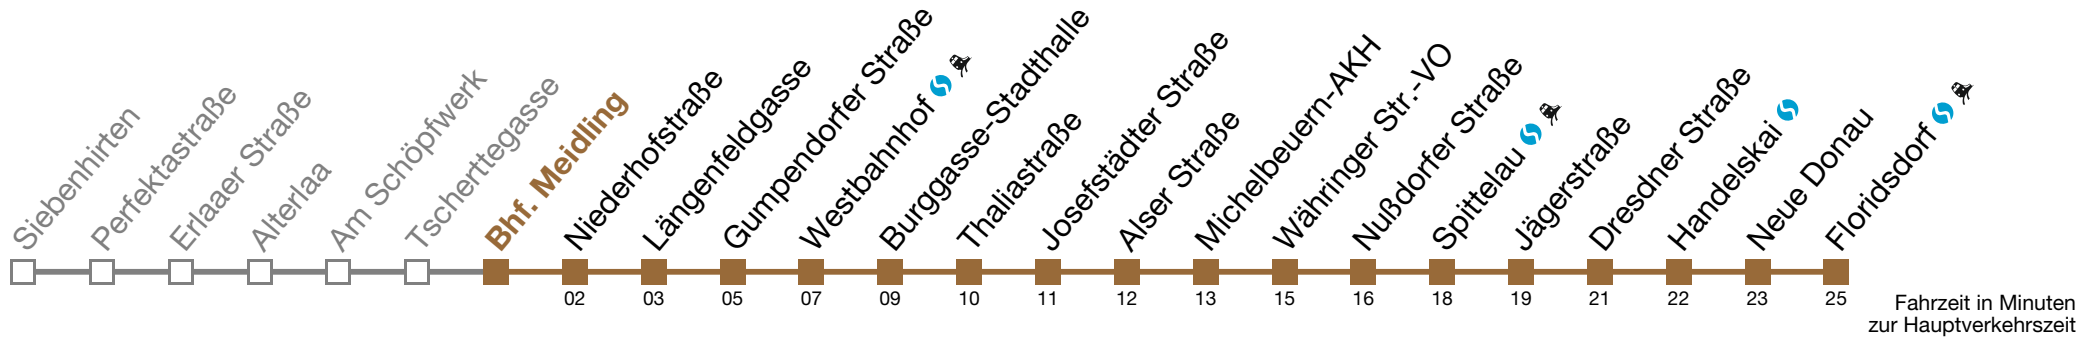 Siebenhirten
Perfektastraße
Erlaaer Straße
Alterlaa
Am Schöpfwerk
Tscherttegasse
Bhf. Meidling
Niederhofstraße
Längenfeldgasse
Gumpendorfer Straße
Westbahnhof
Burggasse-Stadthalle
Thaliastraße
Josefstädter Straße
Alser Straße
Michelbeuern-AKH
Währinger Str.-VO
Nußdorfer Straße
Spittelau
Jägerstraße
Dresdner Straße
Handelskai
Neue Donau
Floridsdorf
02 03 05 07 09 10 11 12 13 15 16 18 19 21 22 23 25
Fahrzeit in Minuten
zur Hauptverkehrszeit